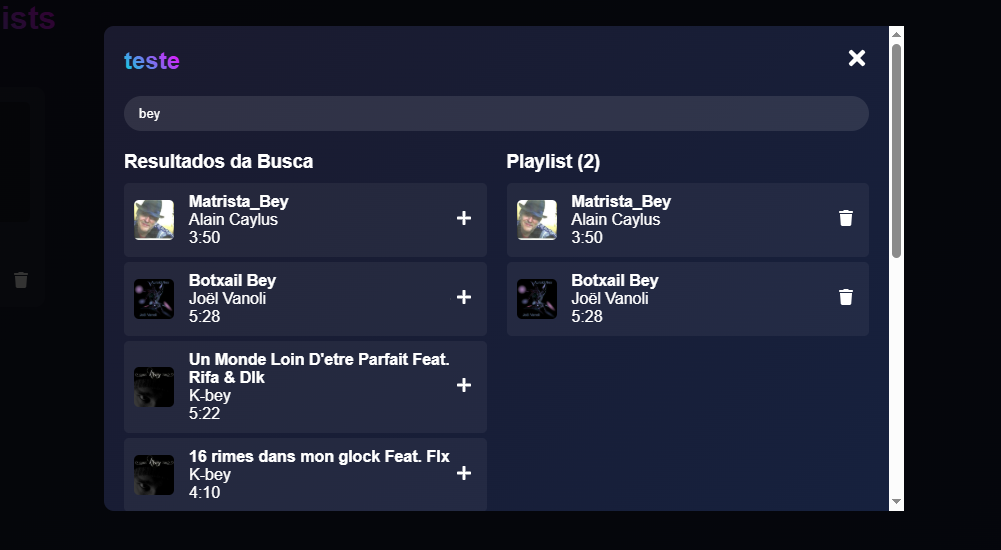 ists
teste
bey
Resultados da Busca
Matrista_Bey
Alain Caylus
3:50
Botxail Bey
Joël Vanoli
5:28
Un Monde Loin D'etre Parfait Feat.
Rifa & Dlk
K-bey
5:22
16 rimes dans mon glock Feat. Flx
K-bey
4:10
Playlist (2)
Matrista_Bey
Alain Caylus
3:50
Botxail Bey
Joël Vanoli
5:28